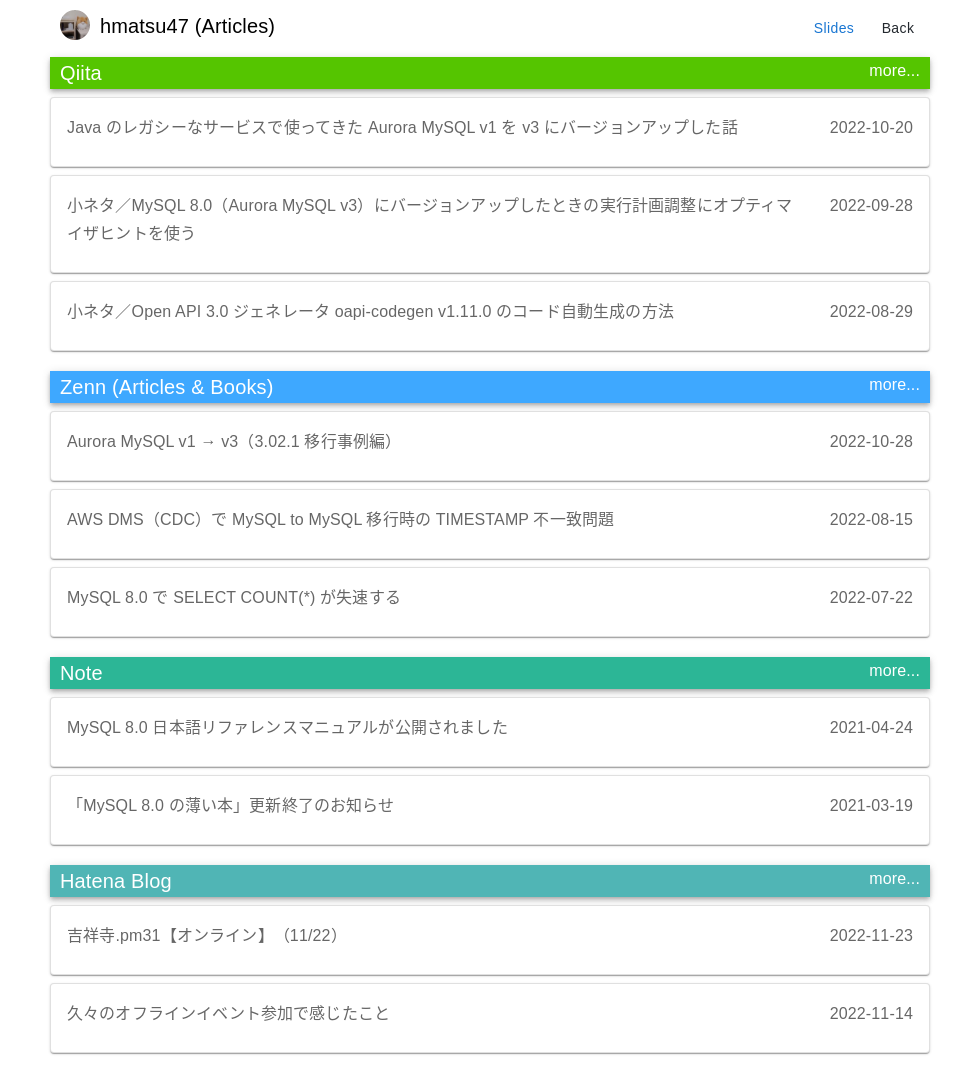 hmatsu47 (Articles)
Slides
Back
Qiita
more...
Java のレガシーなサービスで使ってきた Aurora MySQL v1 を v3 にバージョンアップした話
2022-10-20
小ネタ／MySQL 8.0（Aurora MySQL v3）にバージョンアップしたときの実行計画調整にオプティマ
イザヒントを使う
2022-09-28
小ネタ／Open API 3.0 ジェネレータ oapi-codegen v1.11.0 のコード自動生成の方法
2022-08-29
Zenn (Articles & Books)
more...
Aurora MySQL v1 → v3（3.02.1 移行事例編）
2022-10-28
AWS DMS（CDC）で MySQL to MySQL 移行時の TIMESTAMP 不一致問題
2022-08-15
MySQL 8.0 で SELECT COUNT(*) が失速する
2022-07-22
Note
more...
MySQL 8.0 日本語リファレンスマニュアルが公開されました
2021-04-24
「MySQL 8.0 の薄い本」更新終了のお知らせ
2021-03-19
Hatena Blog
more...
吉祥寺.pm31【オンライン】（11/22）
2022-11-23
久々のオフラインイベント参加で感じたこと
2022-11-14